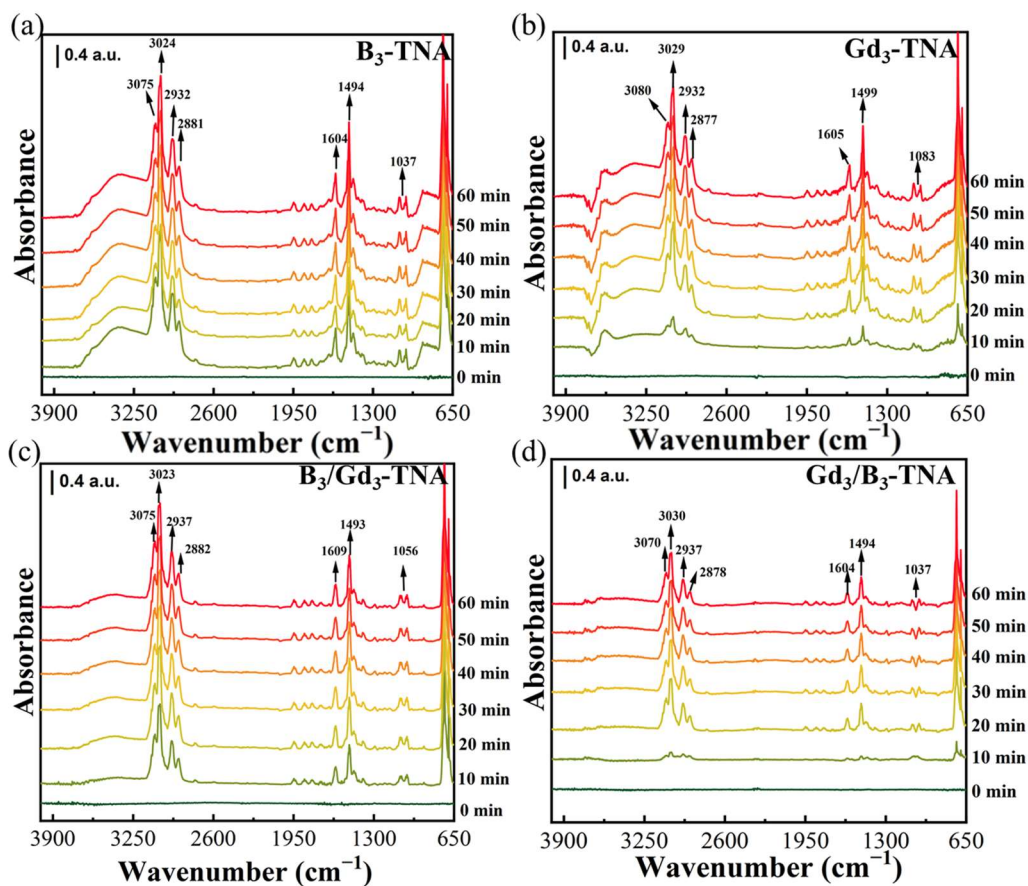 (a)
0.4 a.u.
B₃-TNA
3024
3075
2932
2881
1494
1604
1037
60 min
50 min
40 min
30 min
20 min
10 min
0 min
Absorbance
3900 3250 2600 1950 1300 650
Wavenumber (cm⁻¹)
(b)
0.4 a.u.
Gd₃-TNA
3029
3080
2932
2877
1499
1605
1083
60 min
50 min
40 min
30 min
20 min
10 min
0 min
Absorbance
3900 3250 2600 1950 1300 650
Wavenumber (cm⁻¹)
(c)
0.4 a.u.
B₃/Gd₃-TNA
3023
3075
2937
2882
1493
1609
1056
60 min
50 min
40 min
30 min
20 min
10 min
0 min
Absorbance
3900 3250 2600 1950 1300 650
Wavenumber (cm⁻¹)
(d)
0.4 a.u.
Gd₃/B₃-TNA
3030
3070
2937
2878
1494
1604
1037
60 min
50 min
40 min
30 min
20 min
10 min
0 min
Absorbance
3900 3250 2600 1950 1300 650
Wavenumber (cm⁻¹)